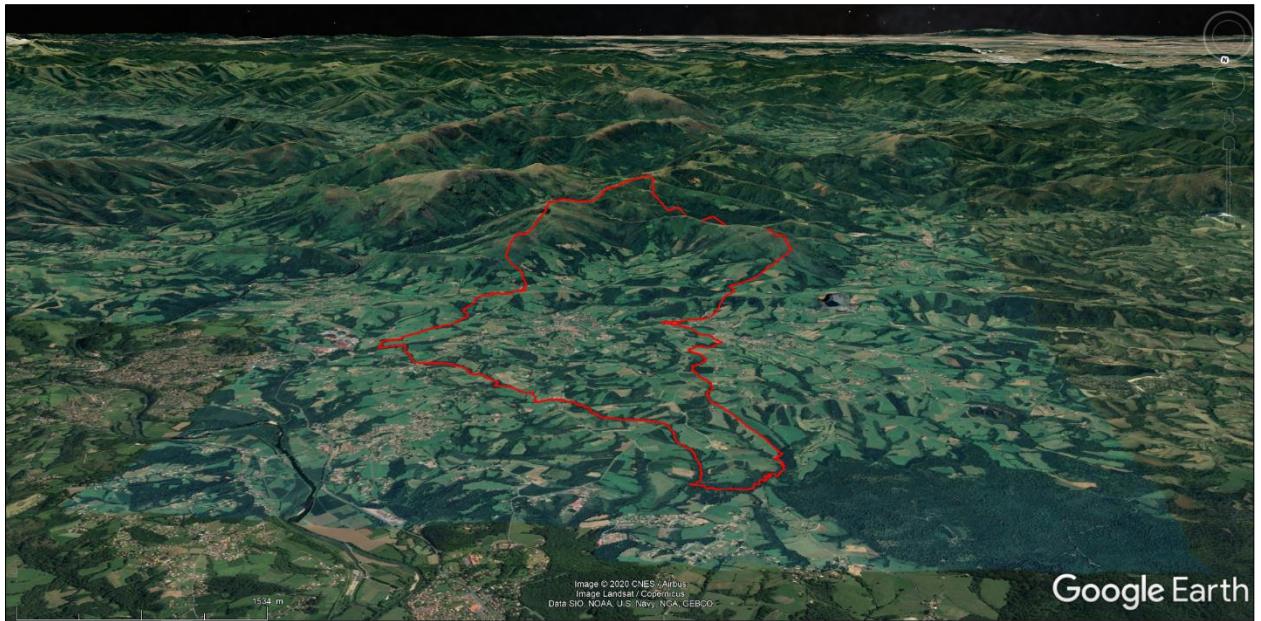 N
1534 m
Image © 2020 CNES / Airbus
Image Landsat / Copernicus
Data SIO, NOAA, U.S. Navy, NGA, GEBCO
Google Earth